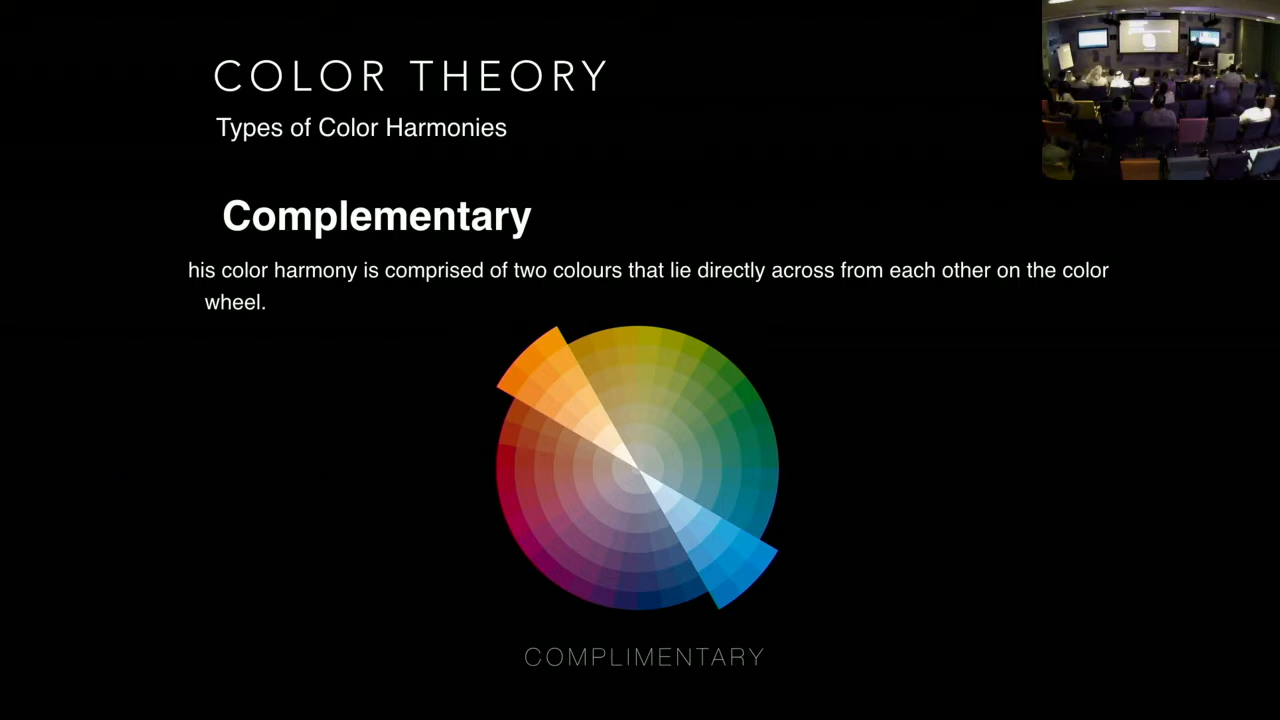 COLOR THEORY
Types of Color Harmonies
Complementary
his color harmony is comprised of two colours that lie directly across from each other on the color
wheel.
COMPLIMENTARY